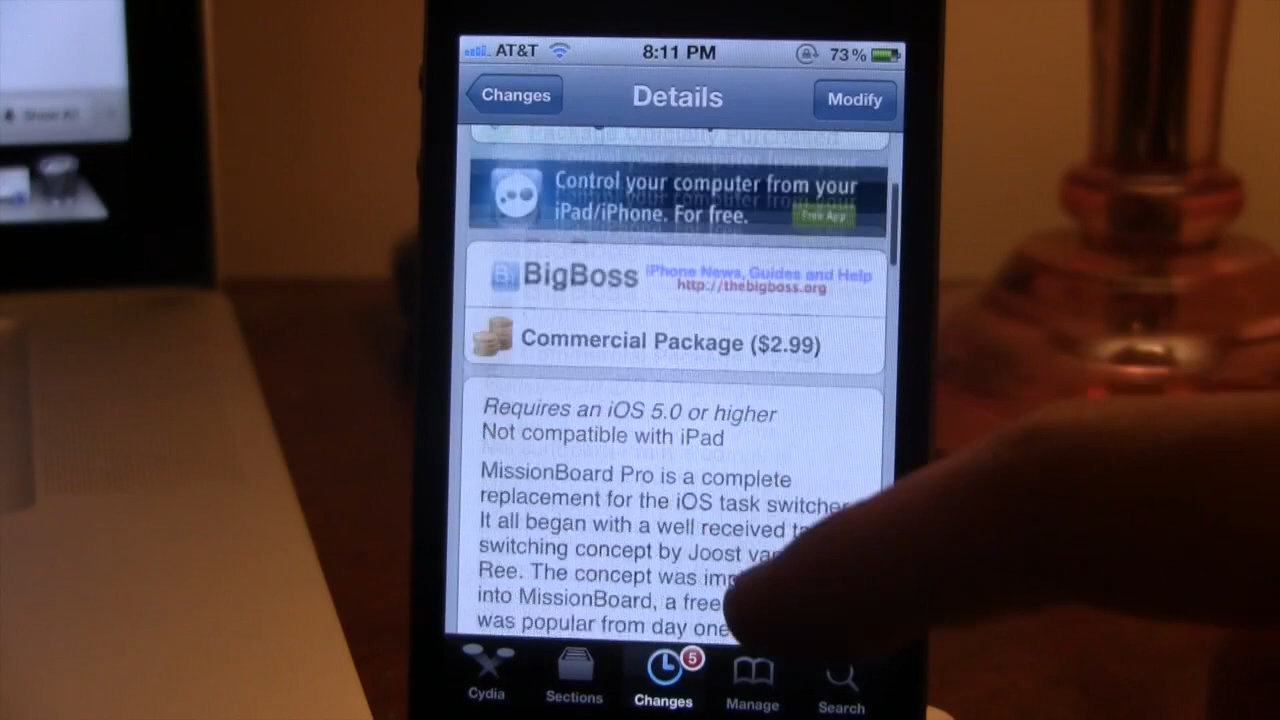 AT&T 8:11 PM 73%
Changes Details Modify
Control your computer from your
iPad/iPhone. For free.
Free App
BigBoss iPhone News, Guides and Help
http://thebigboss.org
Commercial Package ($2.99)
Requires an iOS 5.0 or higher
Not compatible with iPad
MissionBoard Pro is a complete
replacement for the iOS task switcher
It all began with a well received
switching concept by Joost
Ree. The concept was
into MissionBoard, a free
was popular from day one
5
Cydia Sections Changes Manage Search